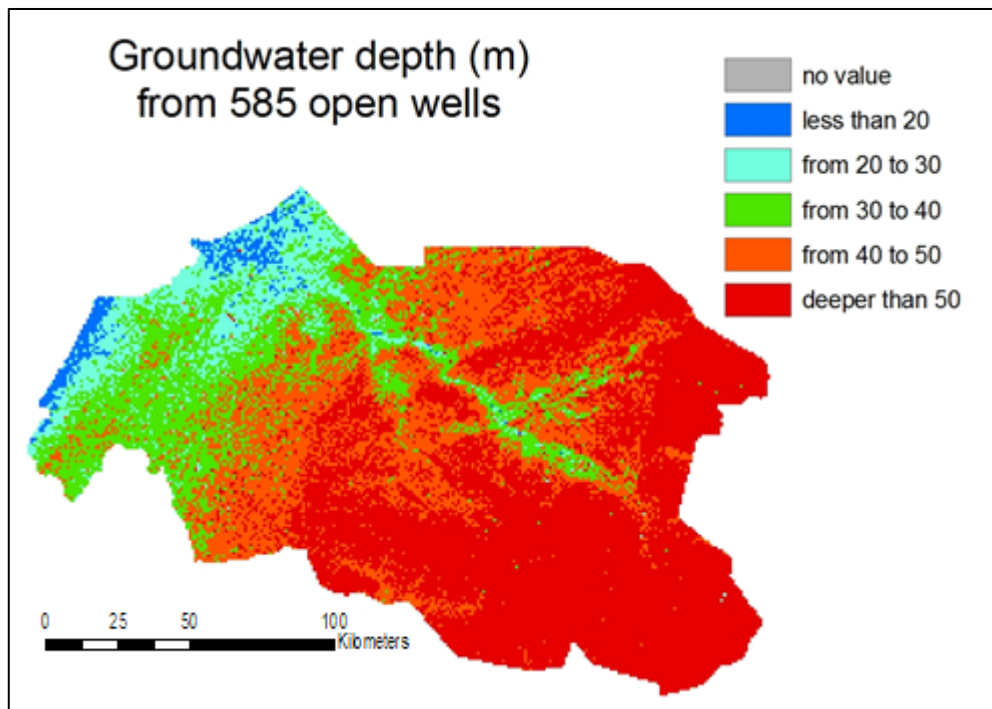 Groundwater depth (m)
from 585 open wells
no value
less than 20
from 20 to 30
from 30 to 40
from 40 to 50
deeper than 50
0 25 50 100
Kilometers